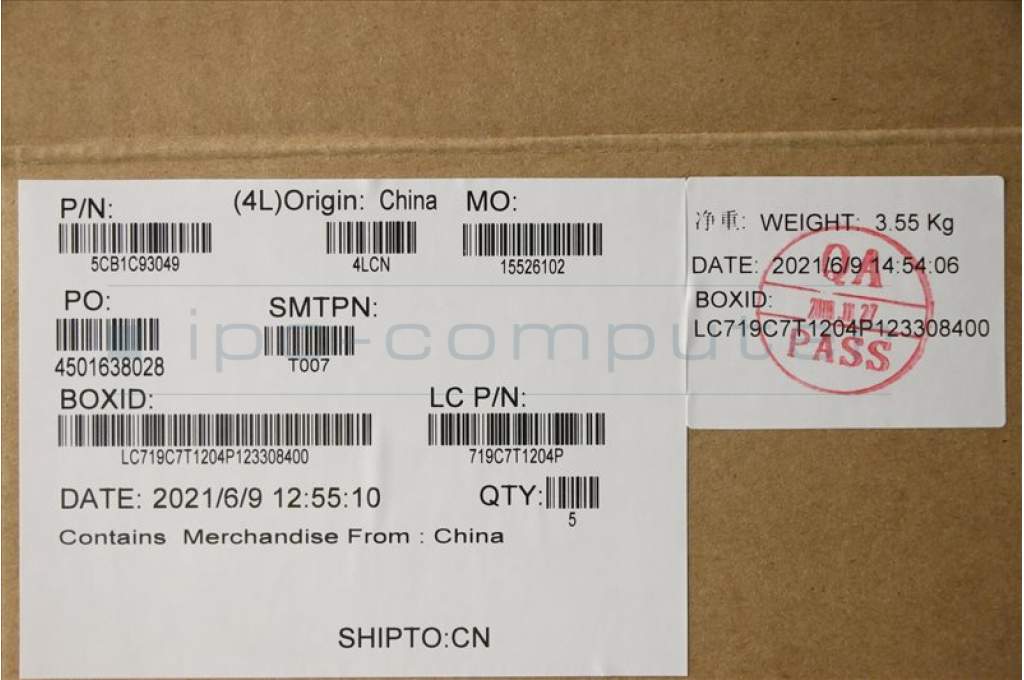 P/N:
(4L)Origin: China
MO:
5CB1C93049
4LCN
15526102
PO:
SMTPN:
4501638028
T007
BOXID:
LC P/N:
LC719C7T1204P123308400
719C7T1204P
DATE: 2021/6/9 12:55:10
QTY:
5
Contains Merchandise From : China
SHIPTO:CN
净重: WEIGHT: 3.55 Kg
DATE: 2021/6/9 14:54:06
BOXID:
LC719C7T1204P123308400
QA
PASS